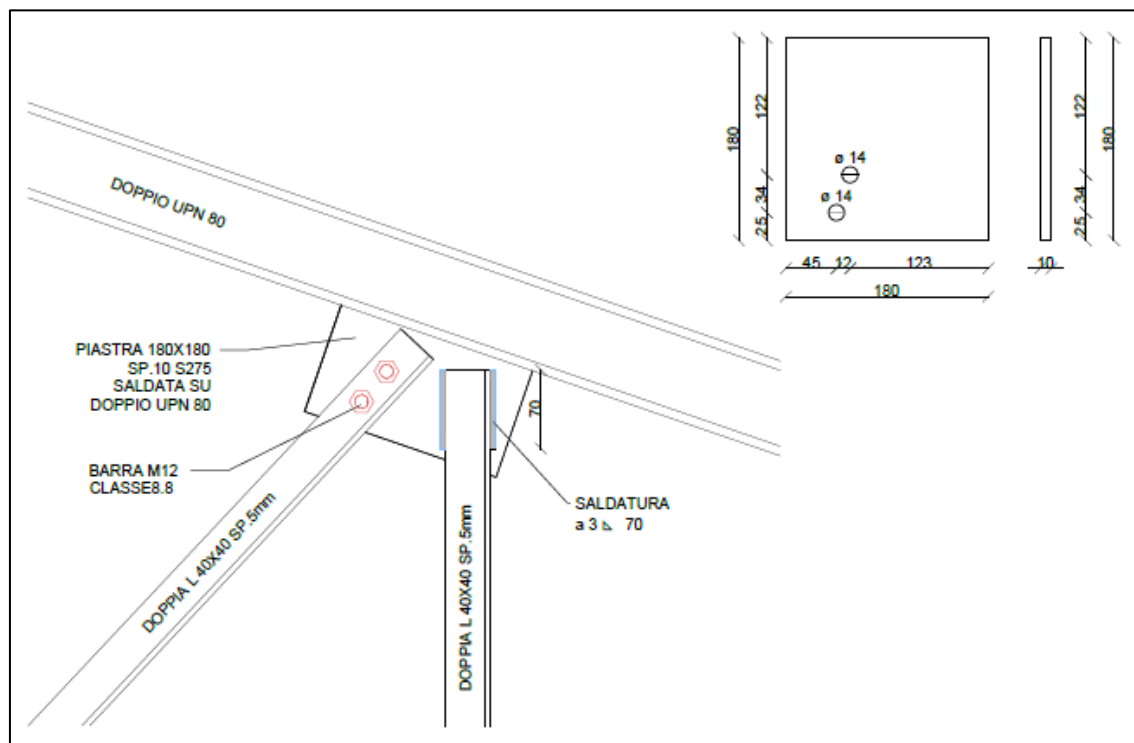 ø 14
ø 14
180
122
34
25
45
12
123
180
10
122
34
25
180
DOPPIO UPN 80
PIASTRA 180X180
SP.10 S275
SALDATA SU
DOPPIO UPN 80
70
BARRA M12
CLASSE8.8
SALDATURA
a 3 ⊿ 70
DOPPIA L 40X40 SP.5mm
DOPPIA L 40X40 SP.5mm